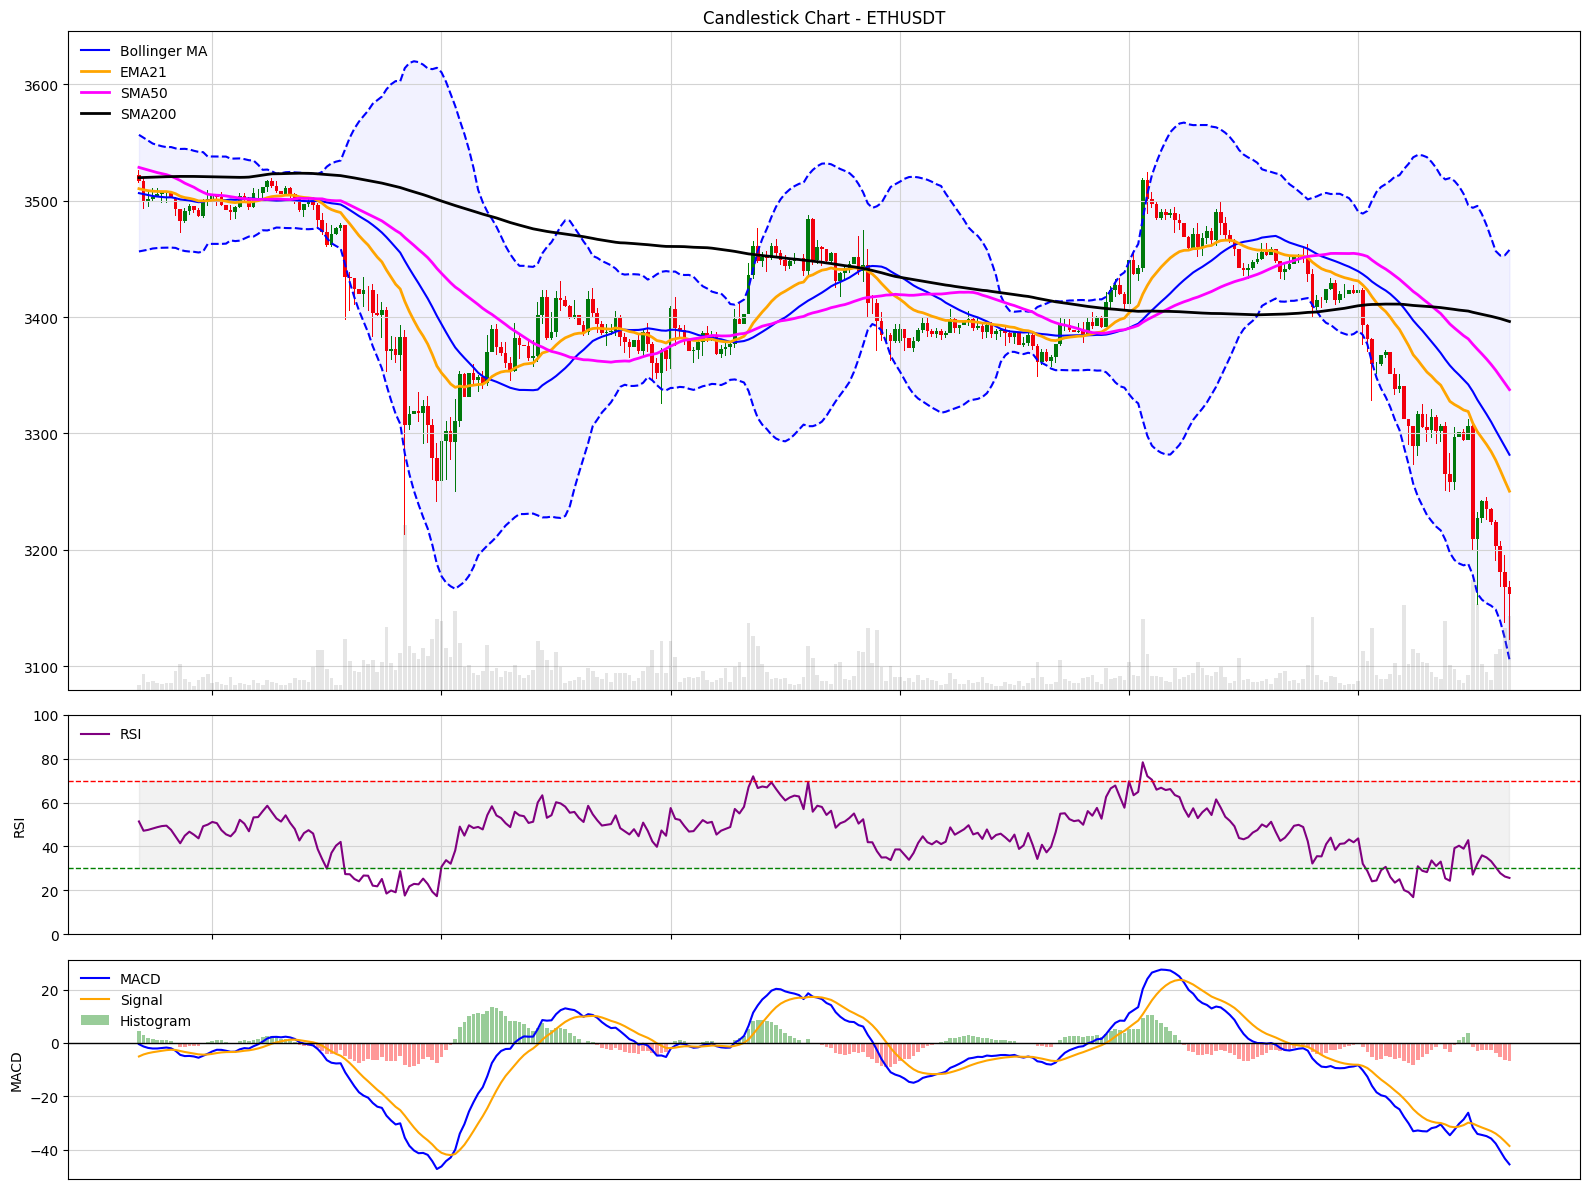 Candlestick Chart - ETHUSDT
Bollinger MA
EMA21
SMA50
SMA200
3600
3500
3400
3300
3200
3100
RSI
100
80
60
40
20
0
RSI
MACD
Signal
Histogram
20
0
−20
−40
MACD